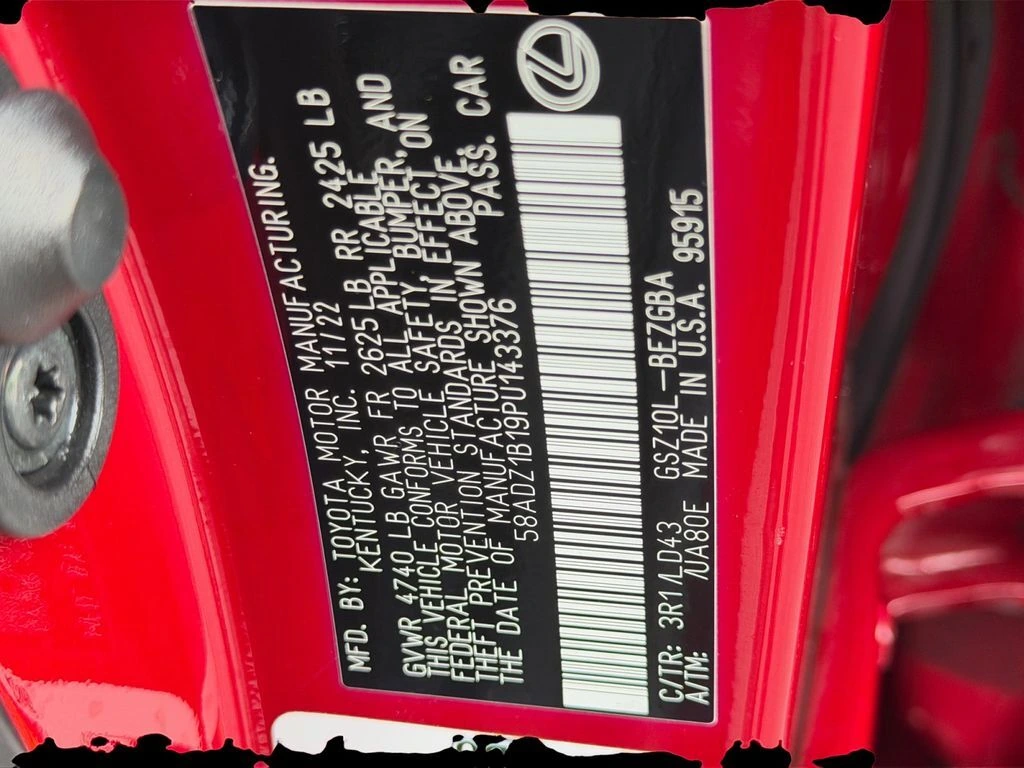 MFD. BY: TOYOTA MOTOR MANUFACTURING.
KENTUCKY, INC. 11/22
GVWR 4740 LB GAWR FR 2625LB RR 2425 LB
THIS VEHICLE CONFORMS TO ALL APPLICABLE
FEDERAL MOTOR VEHICLE SAFETY, BUMPER, AND
THEFT PREVENTION STANDARDS IN EFFECT ON
THE DATE OF MANUFACTURE SHOWN ABOVE.
58ADZ1B19PU143376 PASS. CAR
C/TR: 3R1/LD43 GSZ10L-BEZGBA
A/TM: /UA80E MADE IN U.S.A. 95915